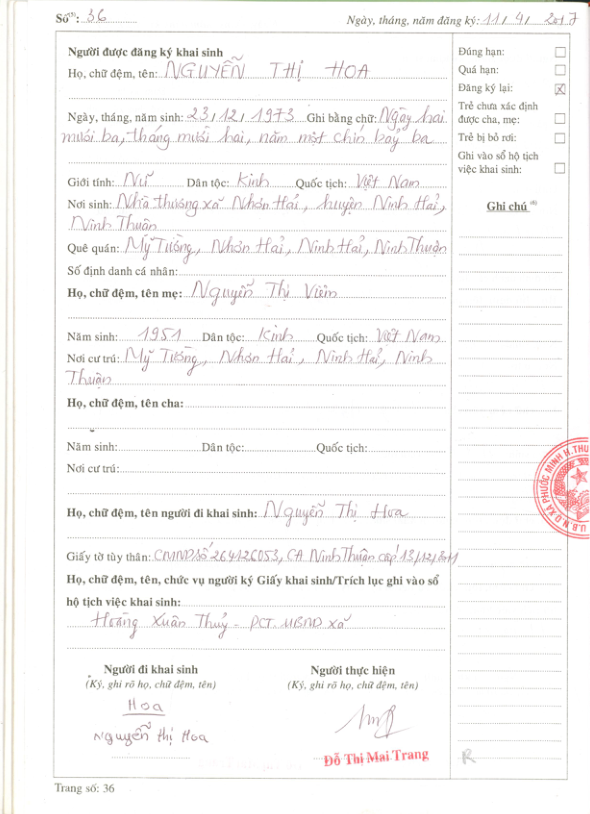 Số⁽⁵⁾: 36 Ngày, tháng, năm đăng ký: 11/4/2017
Người được đăng ký khai sinh
Họ, chữ đệm, tên: NGUYỄN THỊ HOA
Ngày, tháng, năm sinh: 23/12/1973 Ghi bằng chữ: Ngày hai
mươi ba, tháng mười hai, năm một chín bảy ba
Giới tính: Nữ Dân tộc: Kinh Quốc tịch: Việt Nam
Nơi sinh: Nhà thương xã Nhơn Hải, huyện Ninh Hải,
Ninh Thuận
Quê quán: Mỹ Tường, Nhơn Hải, Ninh Hải, Ninh Thuận
Số định danh cá nhân:
Họ, chữ đệm, tên mẹ: Nguyễn Thị Viêm
Năm sinh: 1951 Dân tộc: Kinh Quốc tịch: Việt Nam
Nơi cư trú: Mỹ Tường, Nhơn Hải, Ninh Hải, Ninh
Thuận
Họ, chữ đệm, tên cha:
Năm sinh: Dân tộc: Quốc tịch:
Nơi cư trú:
Họ, chữ đệm, tên người đi khai sinh: Nguyễn Thị Hoa
Giấy tờ tùy thân: CMND số 264126053, CA Ninh Thuận cấp 13/12/2011
Họ, chữ đệm, tên, chức vụ người ký Giấy khai sinh/Trích lục ghi vào sổ
hộ tịch việc khai sinh:
Hoàng Xuân Thuỷ - PCT. UBND xã
Người đi khai sinh
(Ký, ghi rõ họ, chữ đệm, tên)
Hoa
Nguyễn Thị Hoa
Người thực hiện
(Ký, ghi rõ họ, chữ đệm, tên)
Đỗ Thị Mai Trang
Đúng hạn:
Quá hạn:
Đăng ký lại: X
Trẻ chưa xác định
được cha, mẹ:
Trẻ bị bỏ rơi:
Ghi vào sổ hộ tịch
việc khai sinh:
Ghi chú ⁽⁶⁾
U.B.N.D XÃ PHƯỚC MINH H.THU
R
Trang số: 36